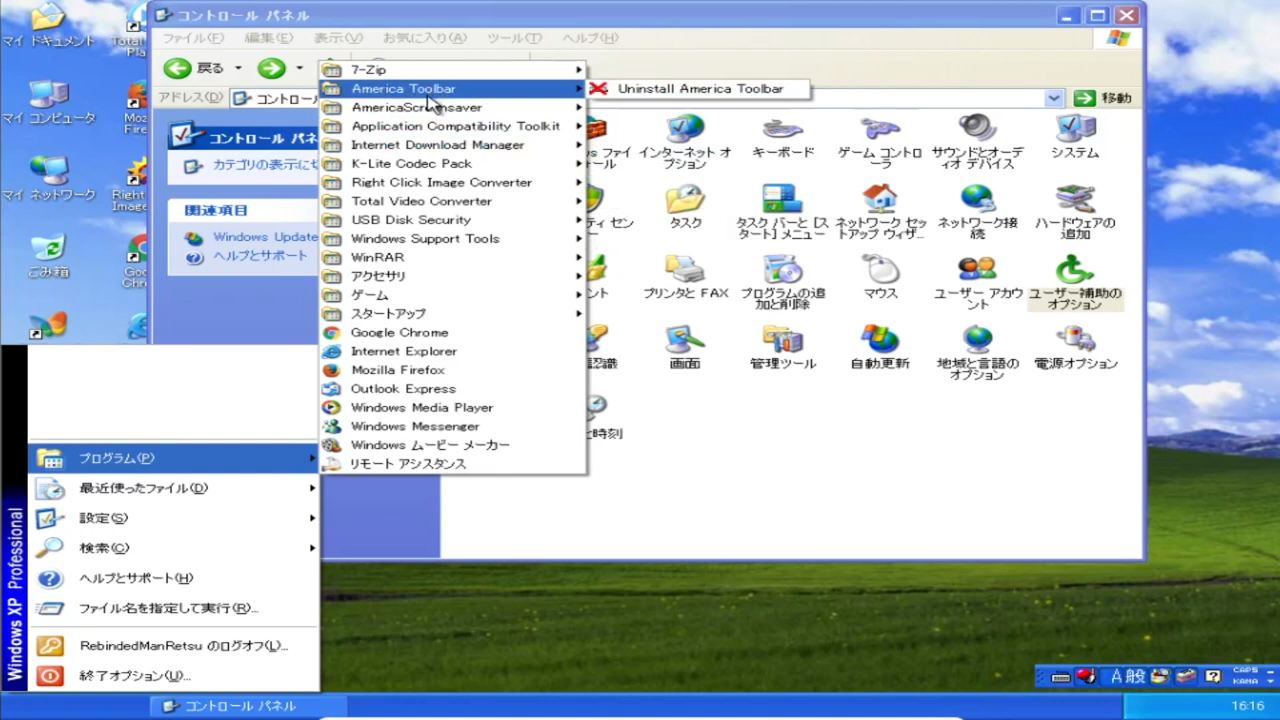 コントロール パネル
ファイル(F) 編集(E) 表示(V) お気に入り(A) ツール(T) ヘルプ(H)
戻る
アドレス(D)
移動
マイ ドキュメント
マイ コンピュータ
マイ ネットワーク
ごみ箱
カテゴリの表示に
関連項目
Windows Update
ヘルプとサポート
7-Zip
America Toolbar
Uninstall America Toolbar
Application Compatibility Toolkit
Internet Download Manager
K-Lite Codec Pack
Right Click Image Converter
Total Video Converter
USB Disk Security
Windows Support Tools
WinRAR
アクセサリ
ゲーム
スタートアップ
Google Chrome
Internet Explorer
Mozilla Firefox
Outlook Express
Windows Media Player
Windows Messenger
Windows ムービー メーカー
リモート アシスタンス
インターネット オ
プション
キーボード
ゲーム コントロ
ーラ
サウンドとオーデ
ィオ デバイス
システム
タスク
タスク バーと [ス
タート] メニュー
ネットワーク セッ
トアップ ウィザ...
ネットワーク接
続
ハードウェアの
追加
プリンタと FAX
プログラムの追
加と削除
マウス
ユーザー アカウ
ント
ユーザー補助の
オプション
画面
管理ツール
自動更新
地域と言語の
オプション
電源オプション
と時刻
Windows XP Professional
プログラム(P)
最近使ったファイル(D)
設定(S)
検索(C)
ヘルプとサポート(H)
ファイル名を指定して実行(R)...
RebindedManRetsu のログオフ(L)...
終了オプション(U)...
A 般
CAPS
KANA
コントロール パネル
16:16